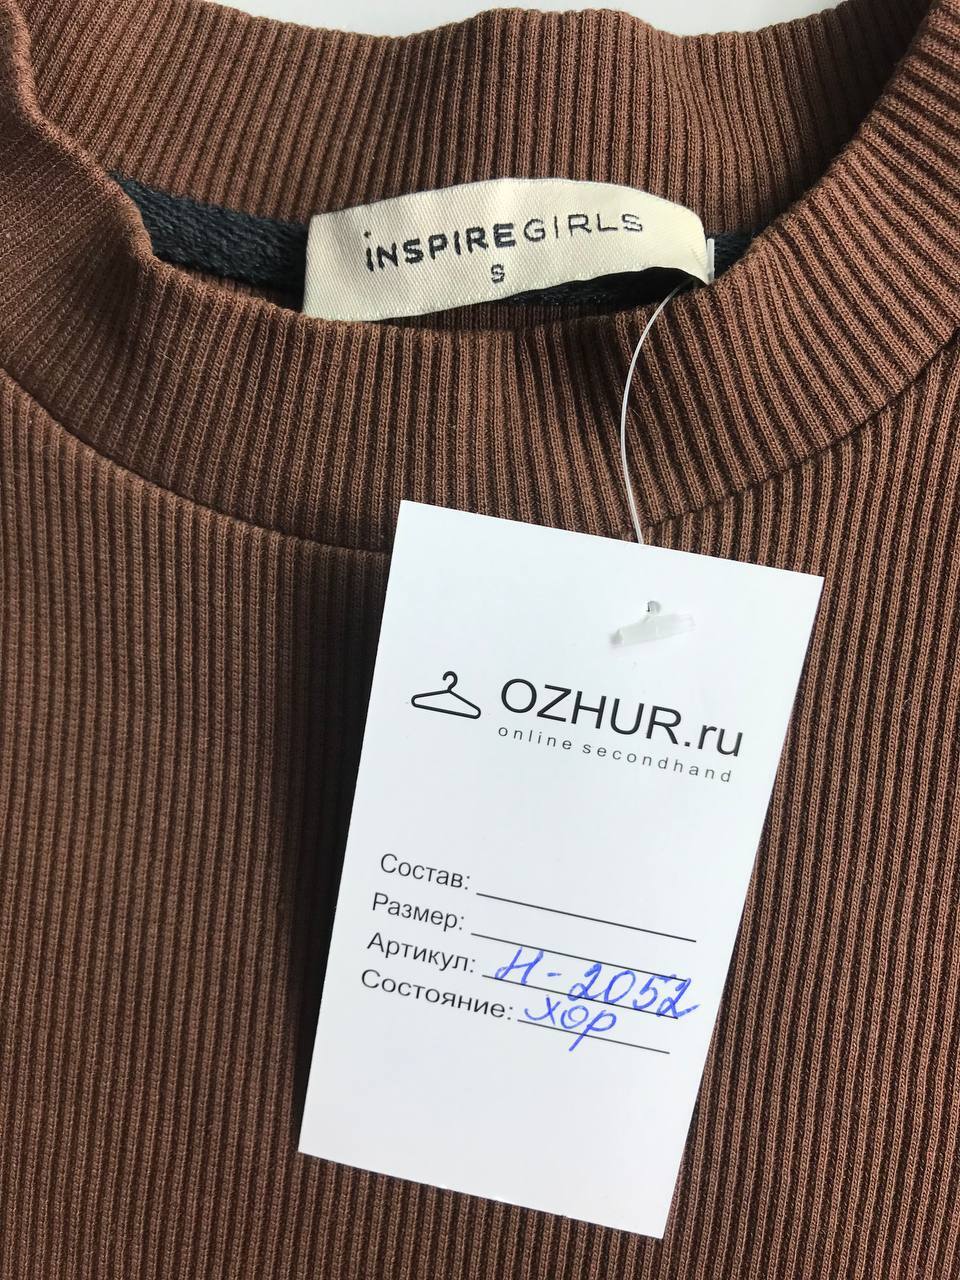 iNSPIREGIRLS
S
OZHUR.ru
online secondhand
Состав:
Размер:
Артикул: Н-2052
Состояние: хор